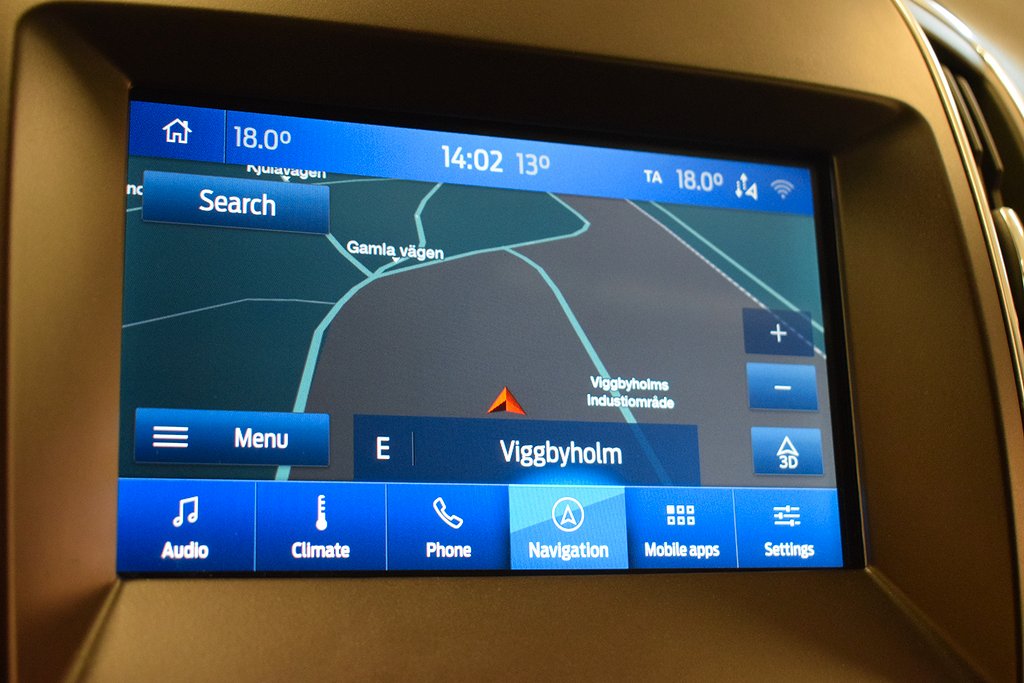 18.0°
14:02 13°
TA 18.0°
Kjulavägen
Search
Gamla vägen
+
Viggbyholms
Industiområde
−
Menu
E Viggbyholm
3D
Audio
Climate
Phone
Navigation
Mobile apps
Settings